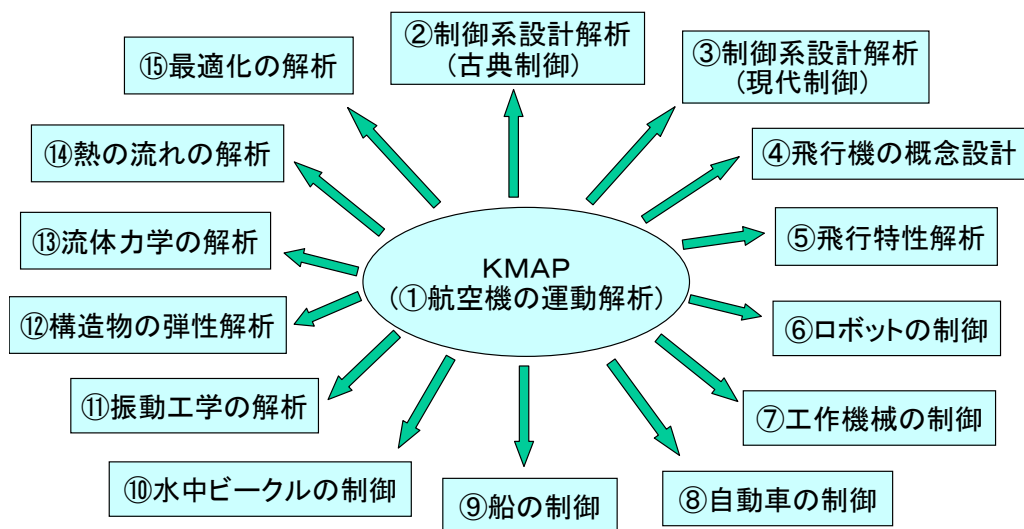 KMAP
(①航空機の運動解析)
②制御系設計解析
(古典制御)
③制御系設計解析
(現代制御)
④飛行機の概念設計
⑤飛行特性解析
⑥ロボットの制御
⑦工作機械の制御
⑧自動車の制御
⑨船の制御
⑩水中ビークルの制御
⑪振動工学の解析
⑫構造物の弾性解析
⑬流体力学の解析
⑭熱の流れの解析
⑮最適化の解析